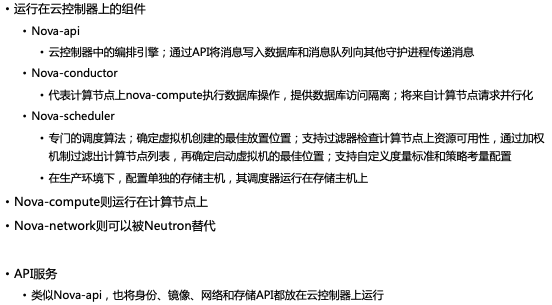 • 运行在云控制器上的组件
• Nova-api
• 云控制器中的编排引擎；通过API将消息写入数据库和消息队列向其他守护进程传递消息
• Nova-conductor
• 代表计算节点上nova-compute执行数据库操作，提供数据库访问隔离；将来自计算节点请求并行化
• Nova-scheduler
• 专门的调度算法；确定虚拟机创建的最佳放置位置；支持过滤器检查计算节点上资源可用性，通过加权
机制过滤出计算节点列表，再确定启动虚拟机的最佳位置；支持自定义度量标准和策略考量配置
• 在生产环境下，配置单独的存储主机，其调度器运行在存储主机上
• Nova-compute则运行在计算节点上
• Nova-network则可以被Neutron替代
• API服务
• 类似Nova-api，也将身份、镜像、网络和存储API都放在云控制器上运行